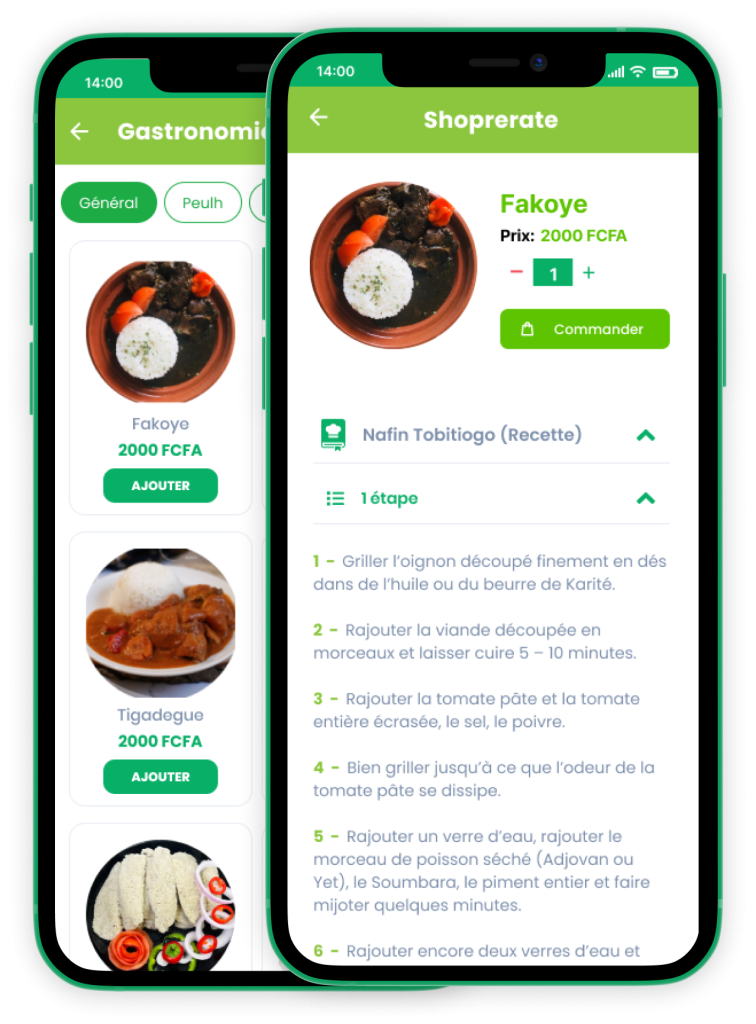 14:00
Gastronomie
Général
Peulh
Fakoye
2000 FCFA
AJOUTER
Tigadegue
2000 FCFA
AJOUTER
14:00
Shoprerate
Fakoye
Prix: 2000 FCFA
− 1 +
Commander
Nafin Tobitiogo (Recette)
1 étape
1 - Griller l’oignon découpé finement en dés
dans de l’huile ou du beurre de Karité.
2 - Rajouter la viande découpée en
morceaux et laisser cuire 5 – 10 minutes.
3 - Rajouter la tomate pâte et la tomate
entière écrasée, le sel, le poivre.
4 - Bien griller jusqu’à ce que l’odeur de la
tomate pâte se dissipe.
5 - Rajouter un verre d’eau, rajouter le
morceau de poisson séché (Adjovan ou
Yet), le Soumbara, le piment entier et faire
mijoter quelques minutes.
6 - Rajouter encore deux verres d’eau et